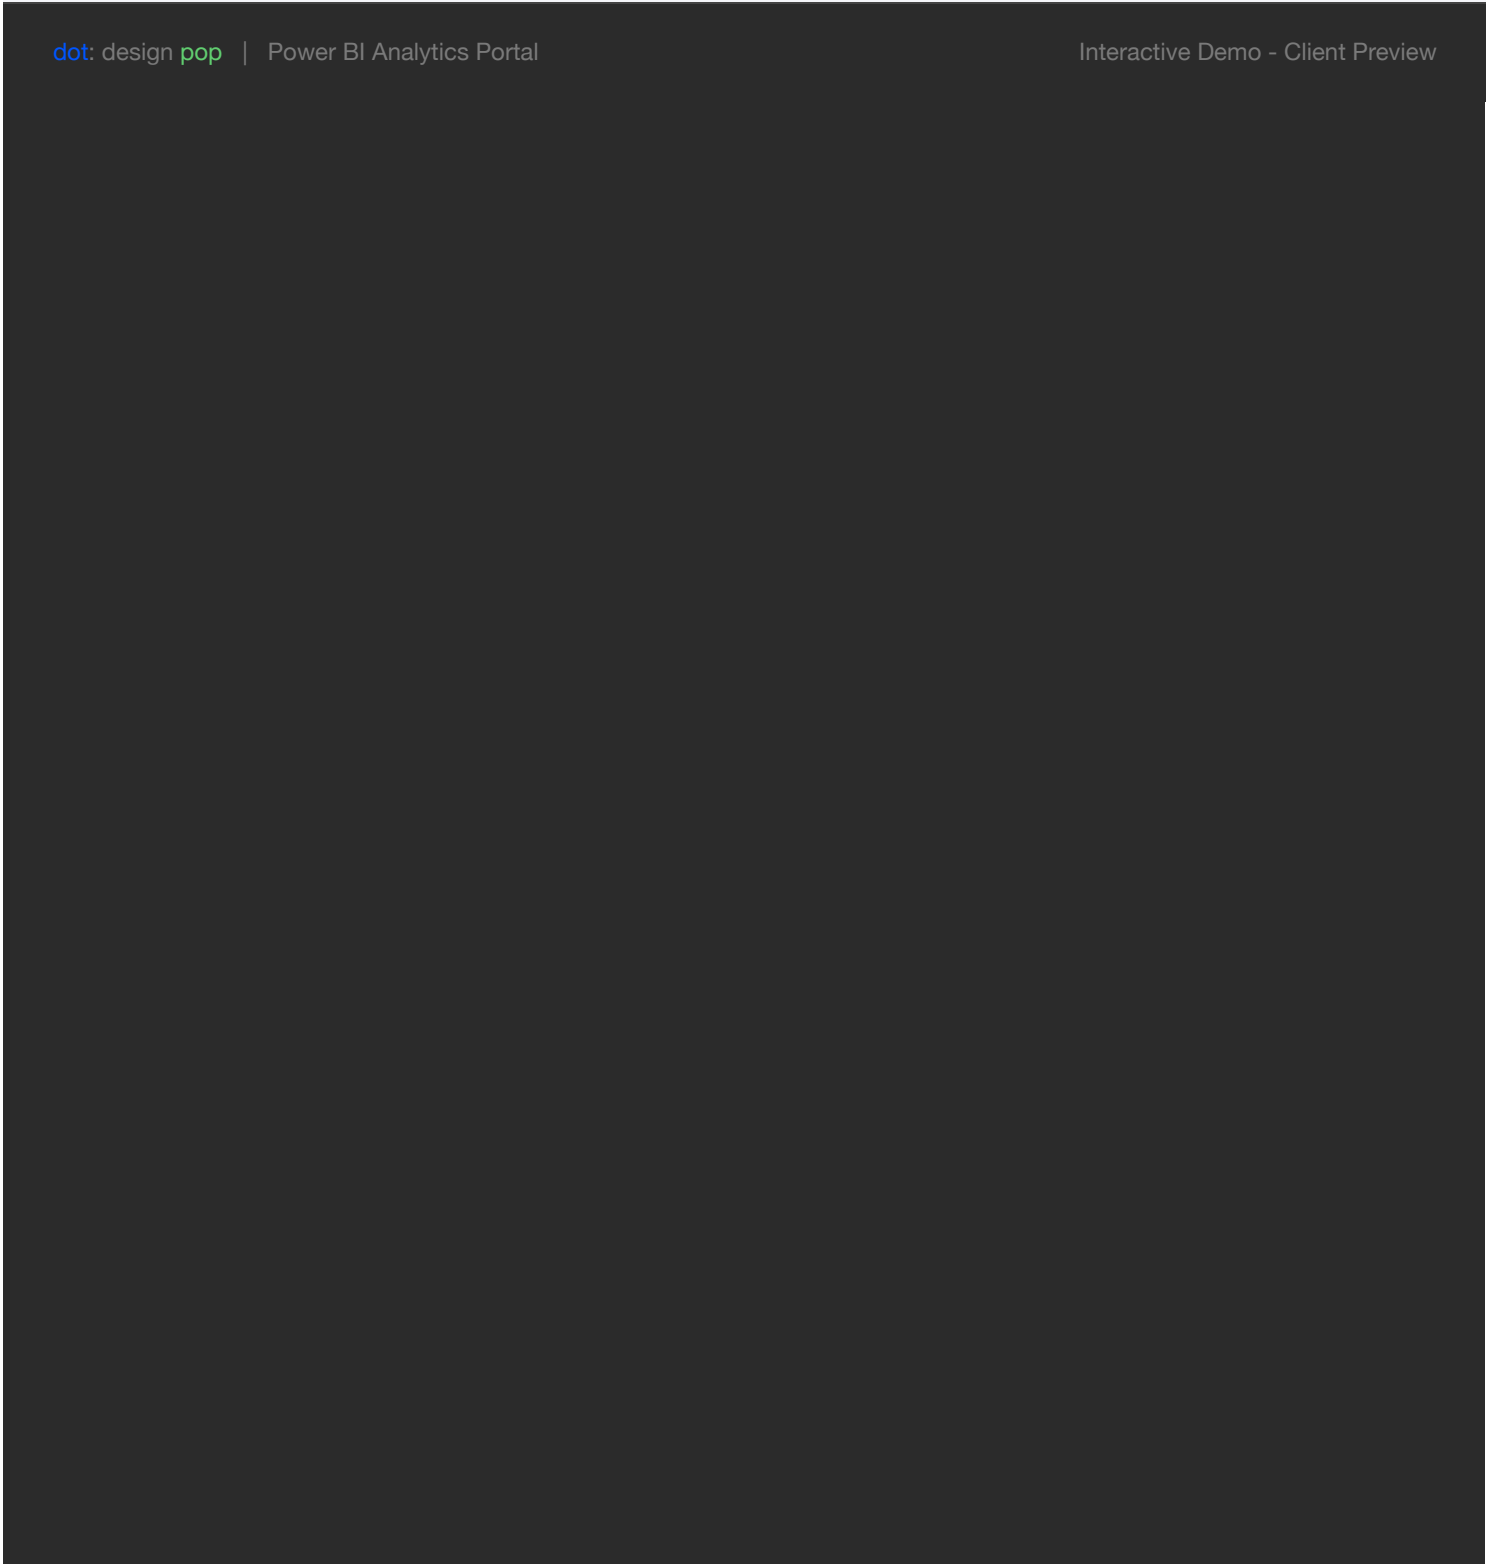 dot: design pop | Power BI Analytics Portal
Interactive Demo - Client Preview